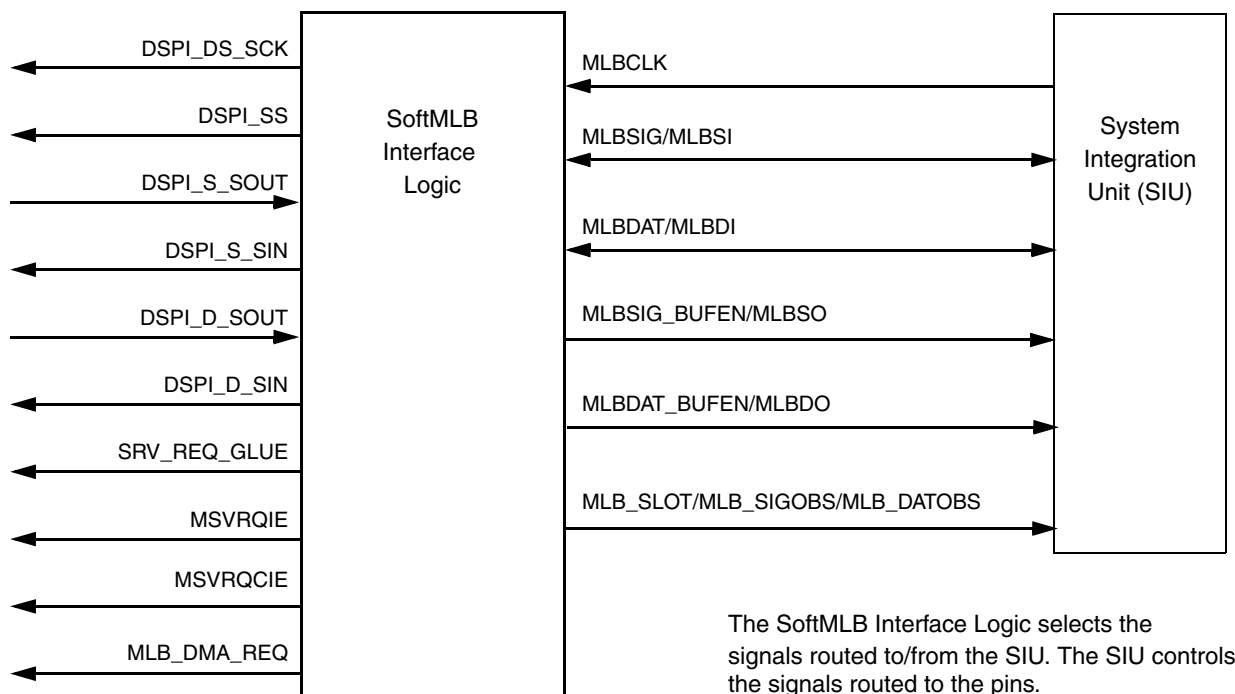 DSPI_DS_SCK
DSPI_SS
DSPI_S_SOUT
DSPI_S_SIN
DSPI_D_SOUT
DSPI_D_SIN
SRV_REQ_GLUE
MSVRQIE
MSVRQCIE
MLB_DMA_REQ
SoftMLB
Interface
Logic
MLBCLK
MLBSIG/MLBSI
MLBDAT/MLBDI
MLBSIG_BUFEN/MLBSO
MLBDAT_BUFEN/MLBDO
MLB_SLOT/MLB_SIGOBS/MLB_DATOBS
System
Integration
Unit (SIU)
The SoftMLB Interface Logic selects the
signals routed to/from the SIU. The SIU controls
the signals routed to the pins.